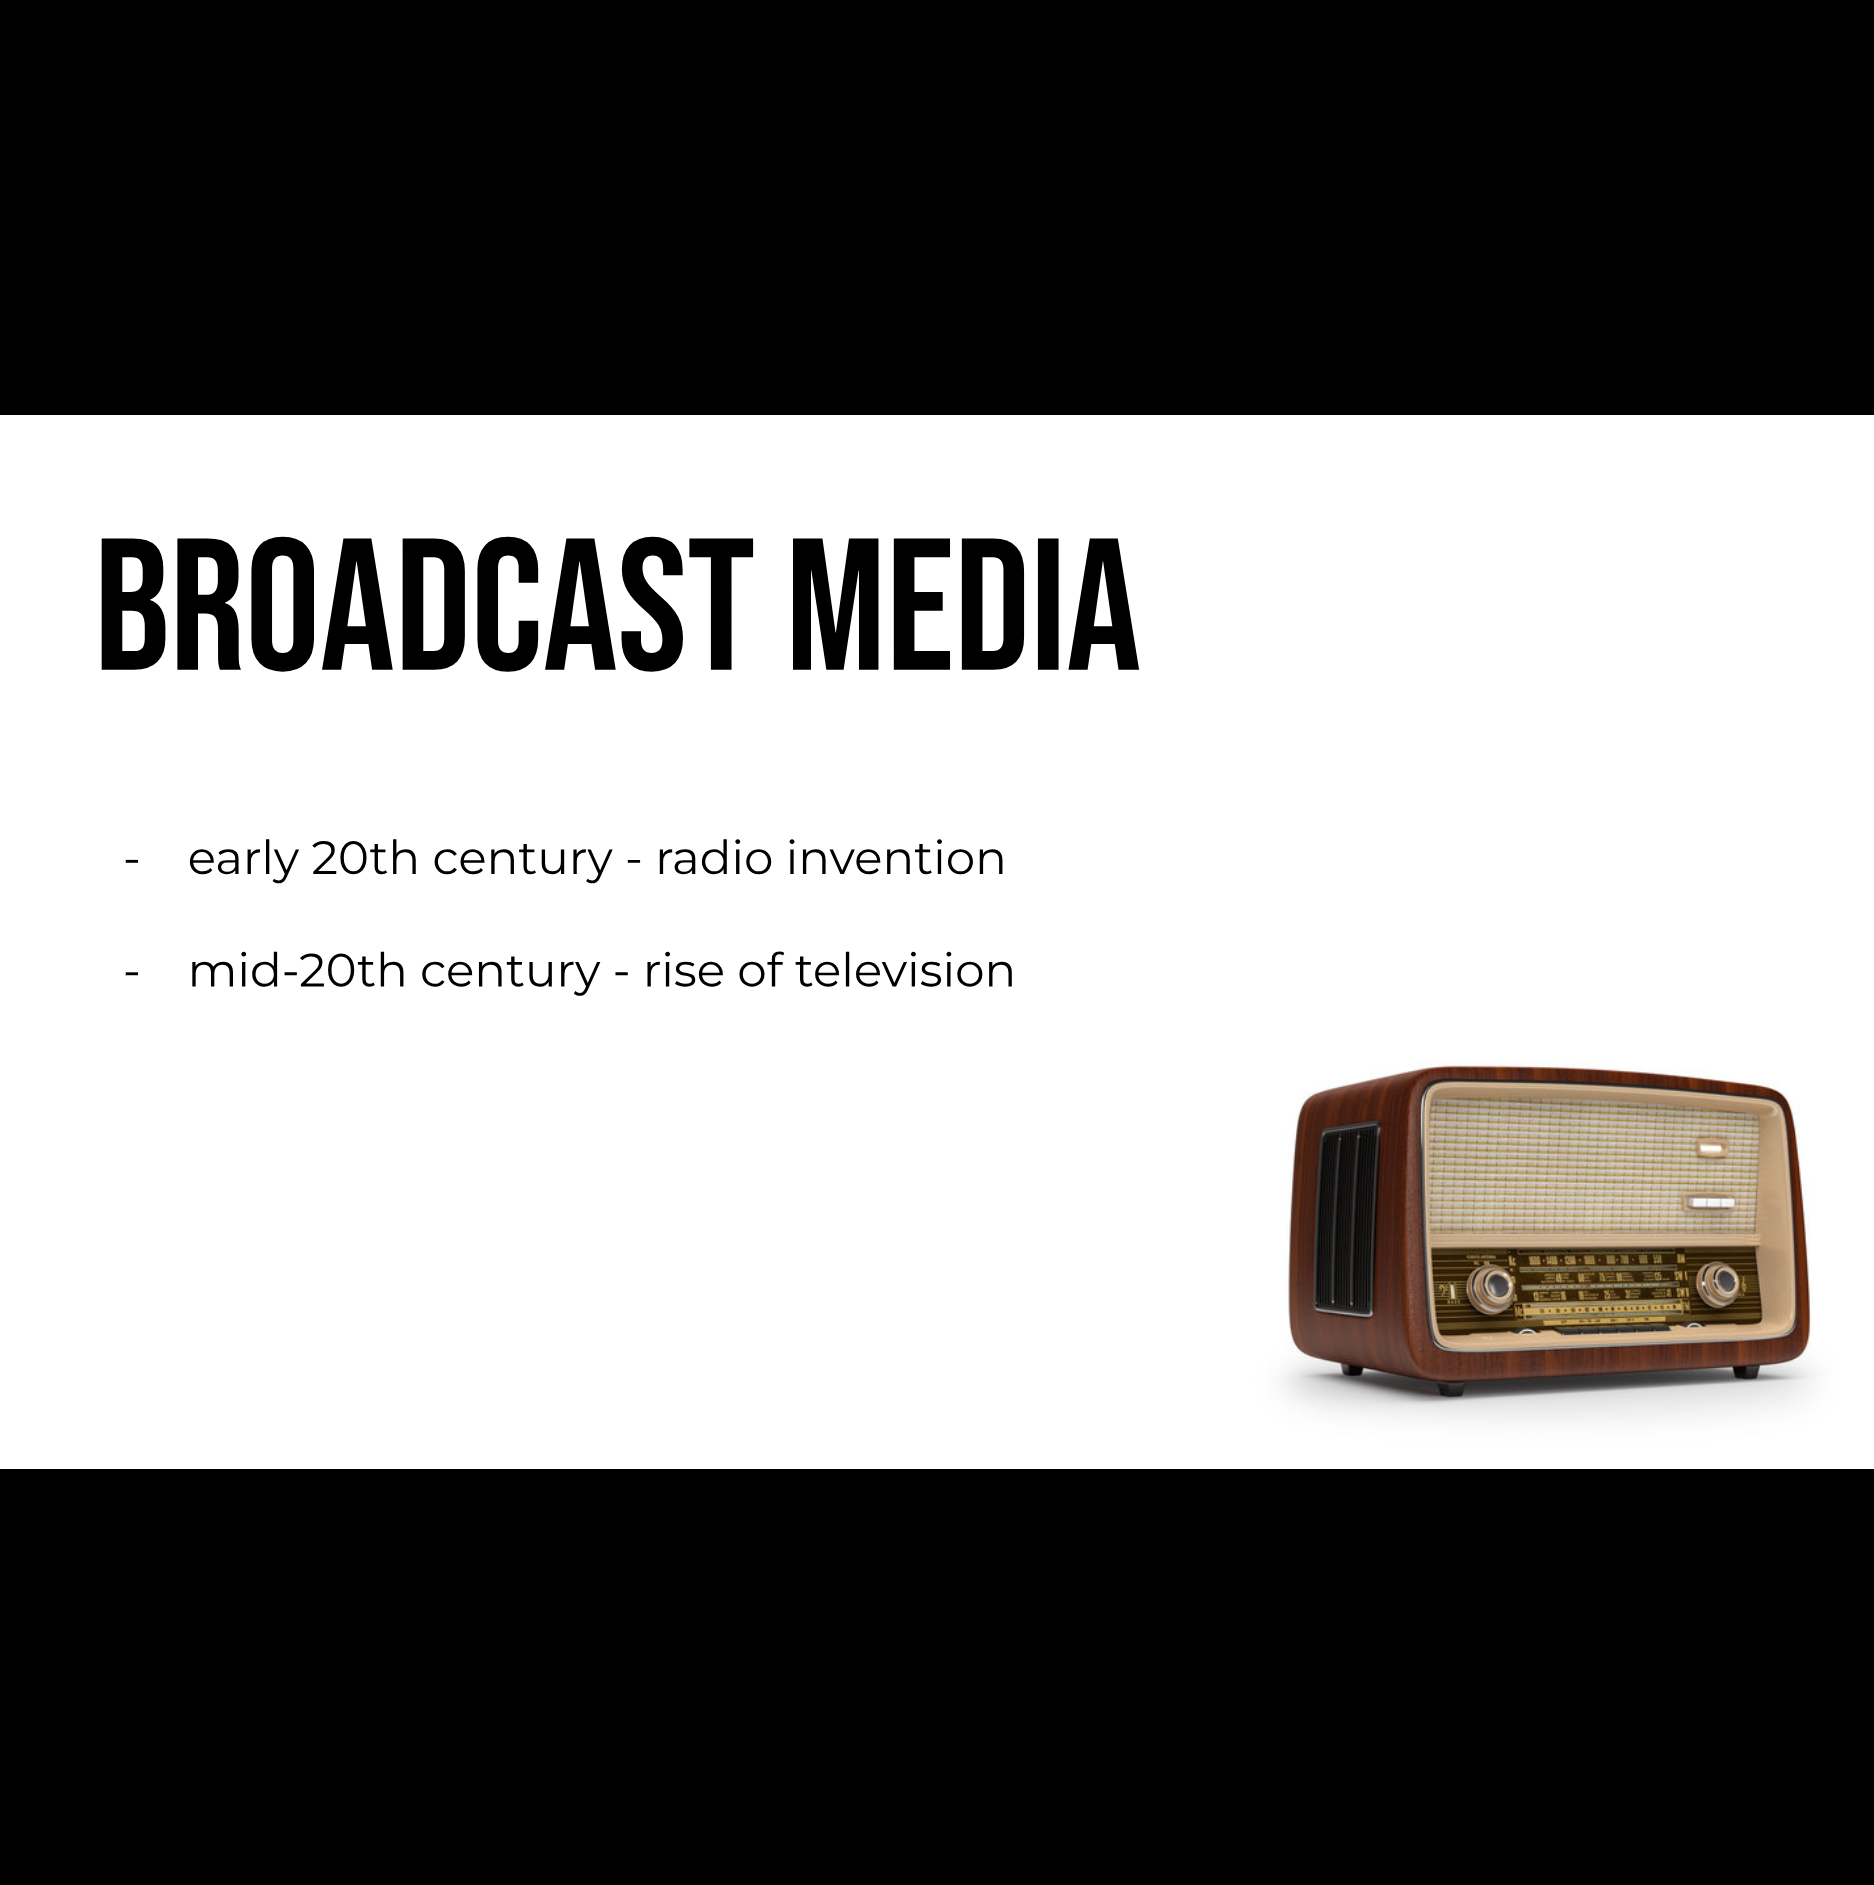 BROADCAST MEDIA
- early 20th century - radio invention
- mid-20th century - rise of television